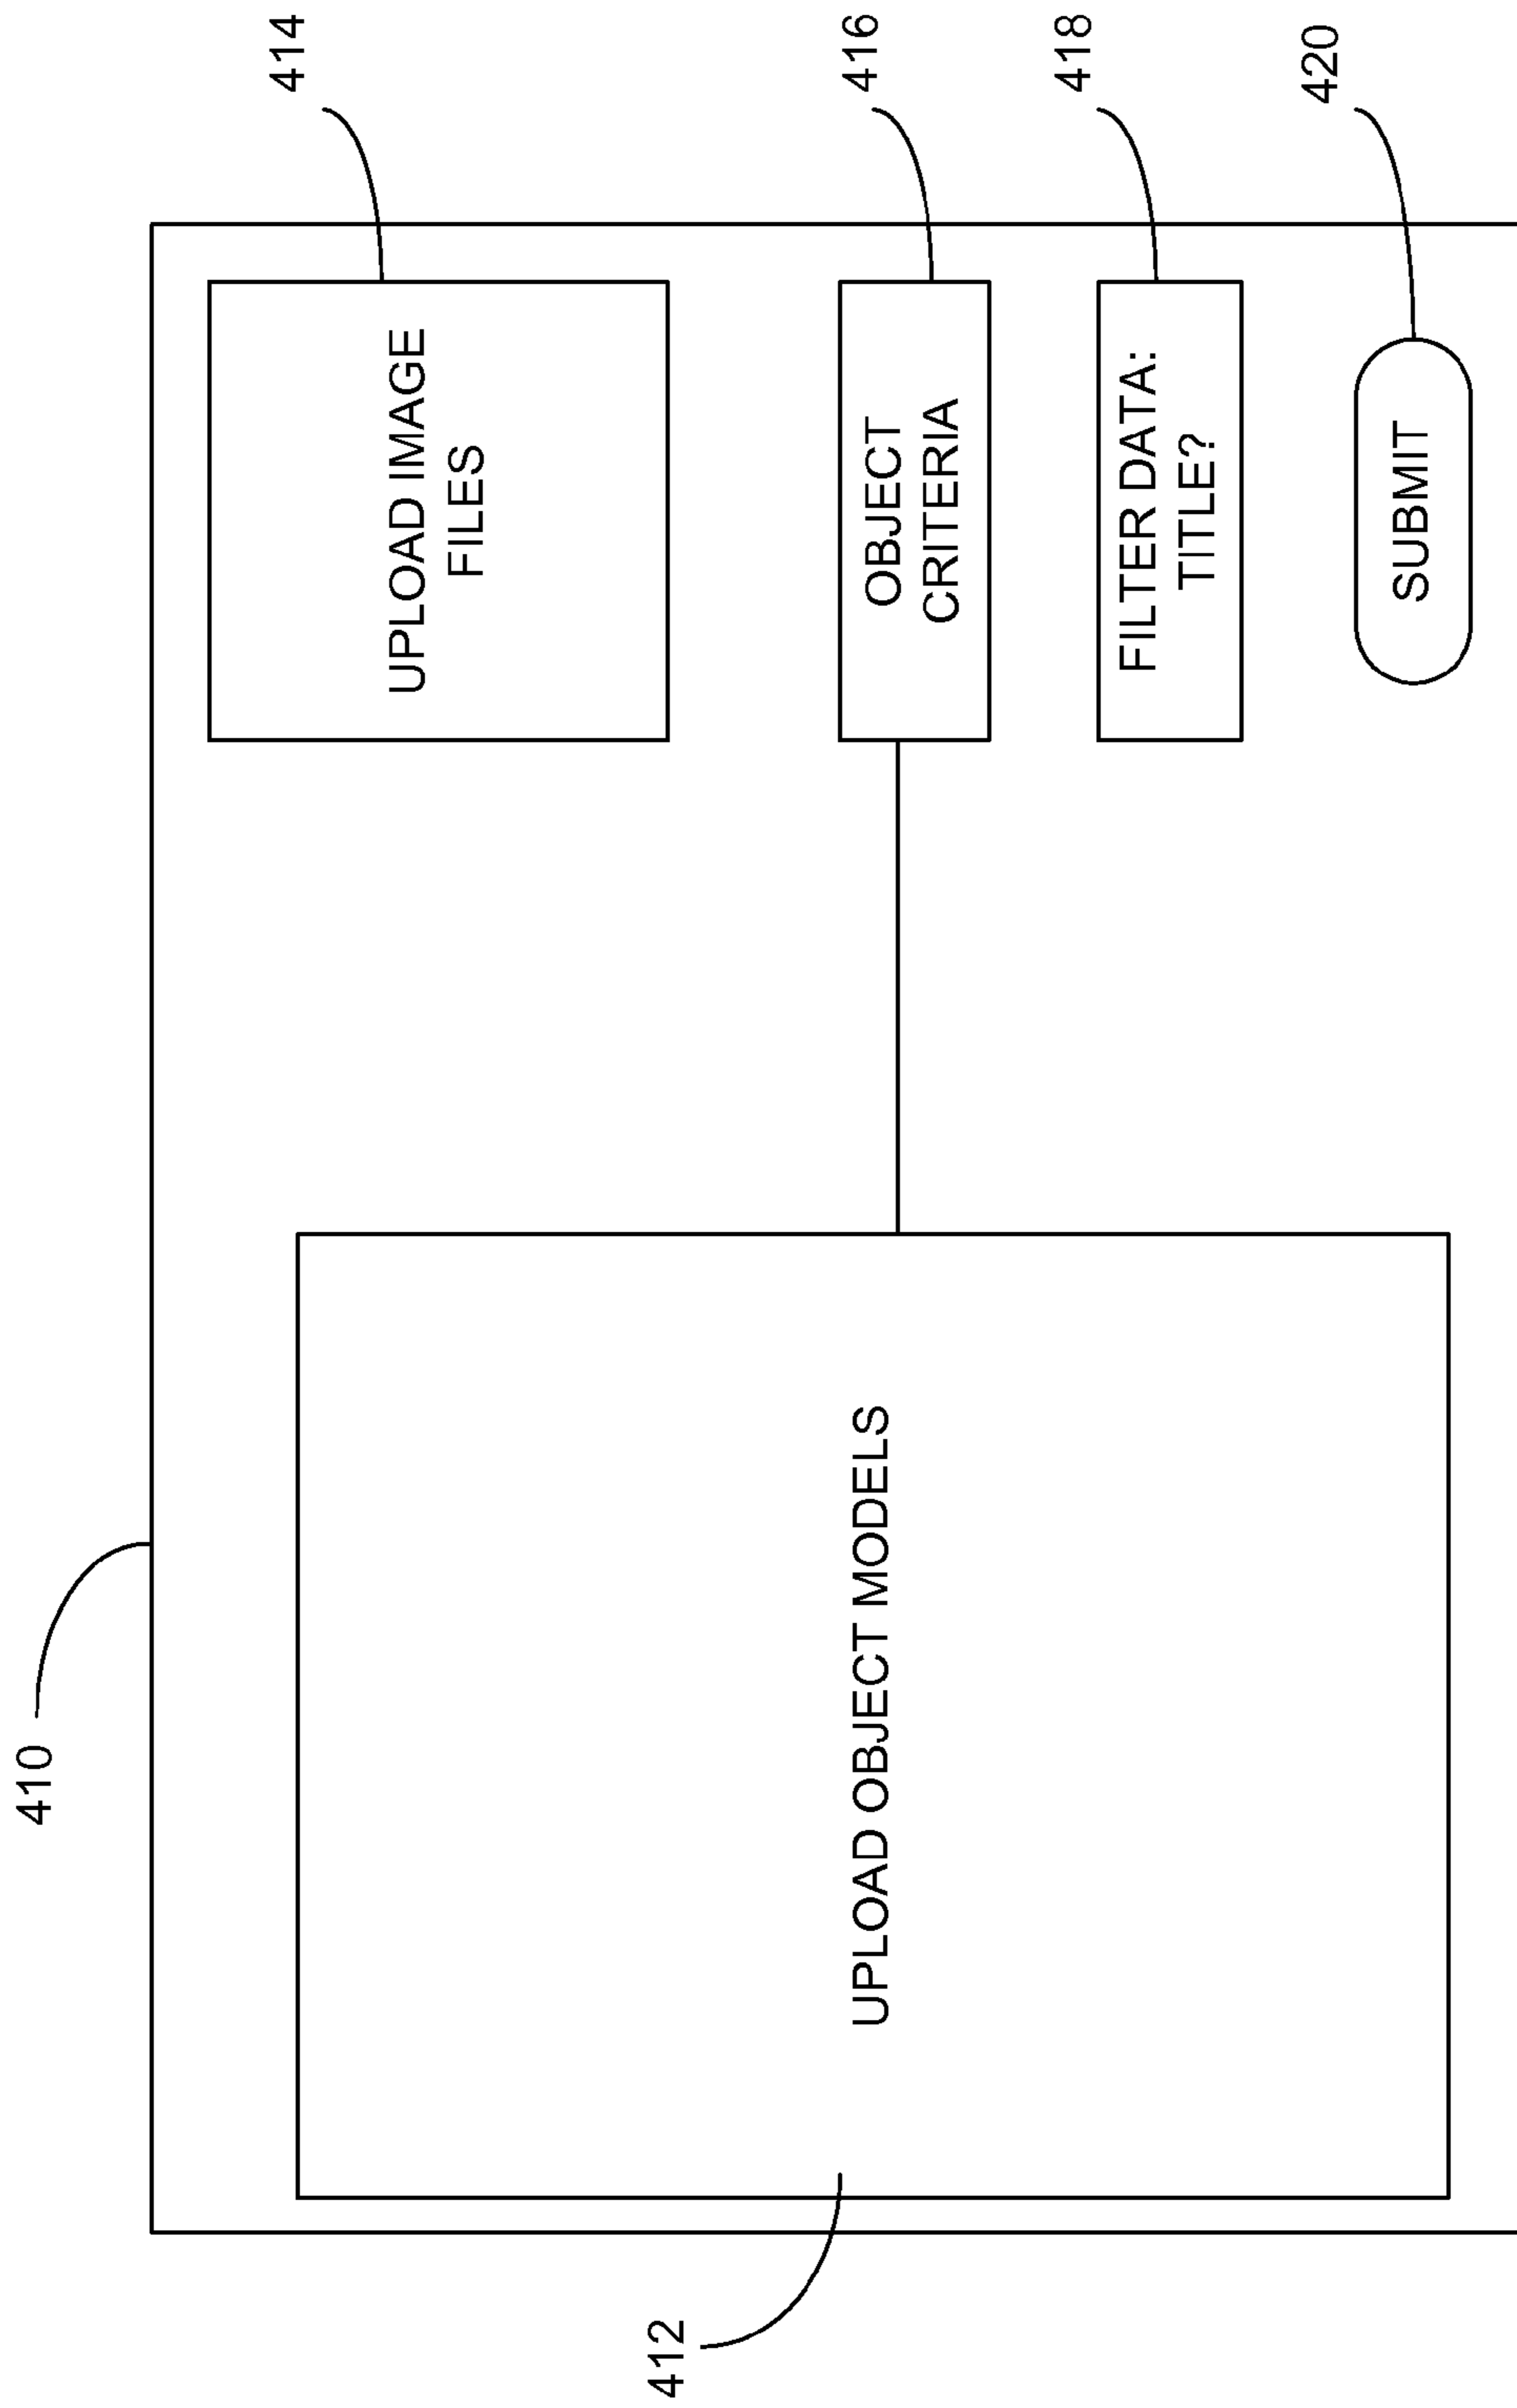 410
412
UPLOAD OBJECT MODELS
414
UPLOAD IMAGE
FILES
416
OBJECT
CRITERIA
418
FILTER DATA:
TITLE?
420
SUBMIT